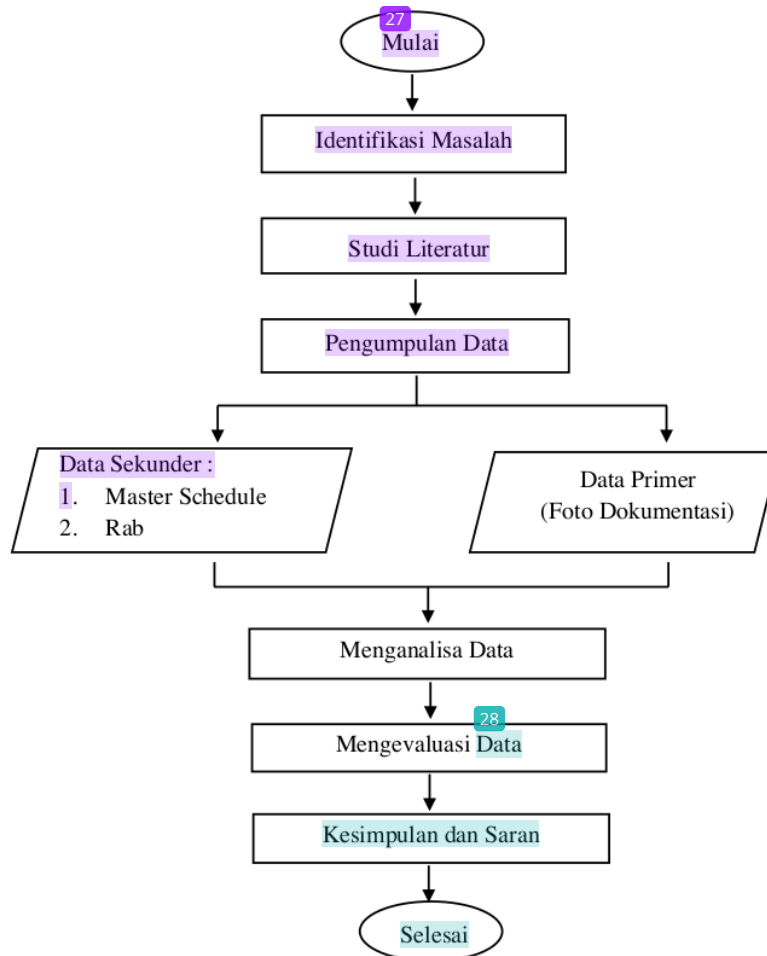 27
Mulai
Identifikasi Masalah
Studi Literatur
Pengumpulan Data
Data Sekunder :
1. Master Schedule
2. Rab
Data Primer
(Foto Dokumentasi)
Menganalisa Data
28
Mengevaluasi Data
Kesimpulan dan Saran
Selesai